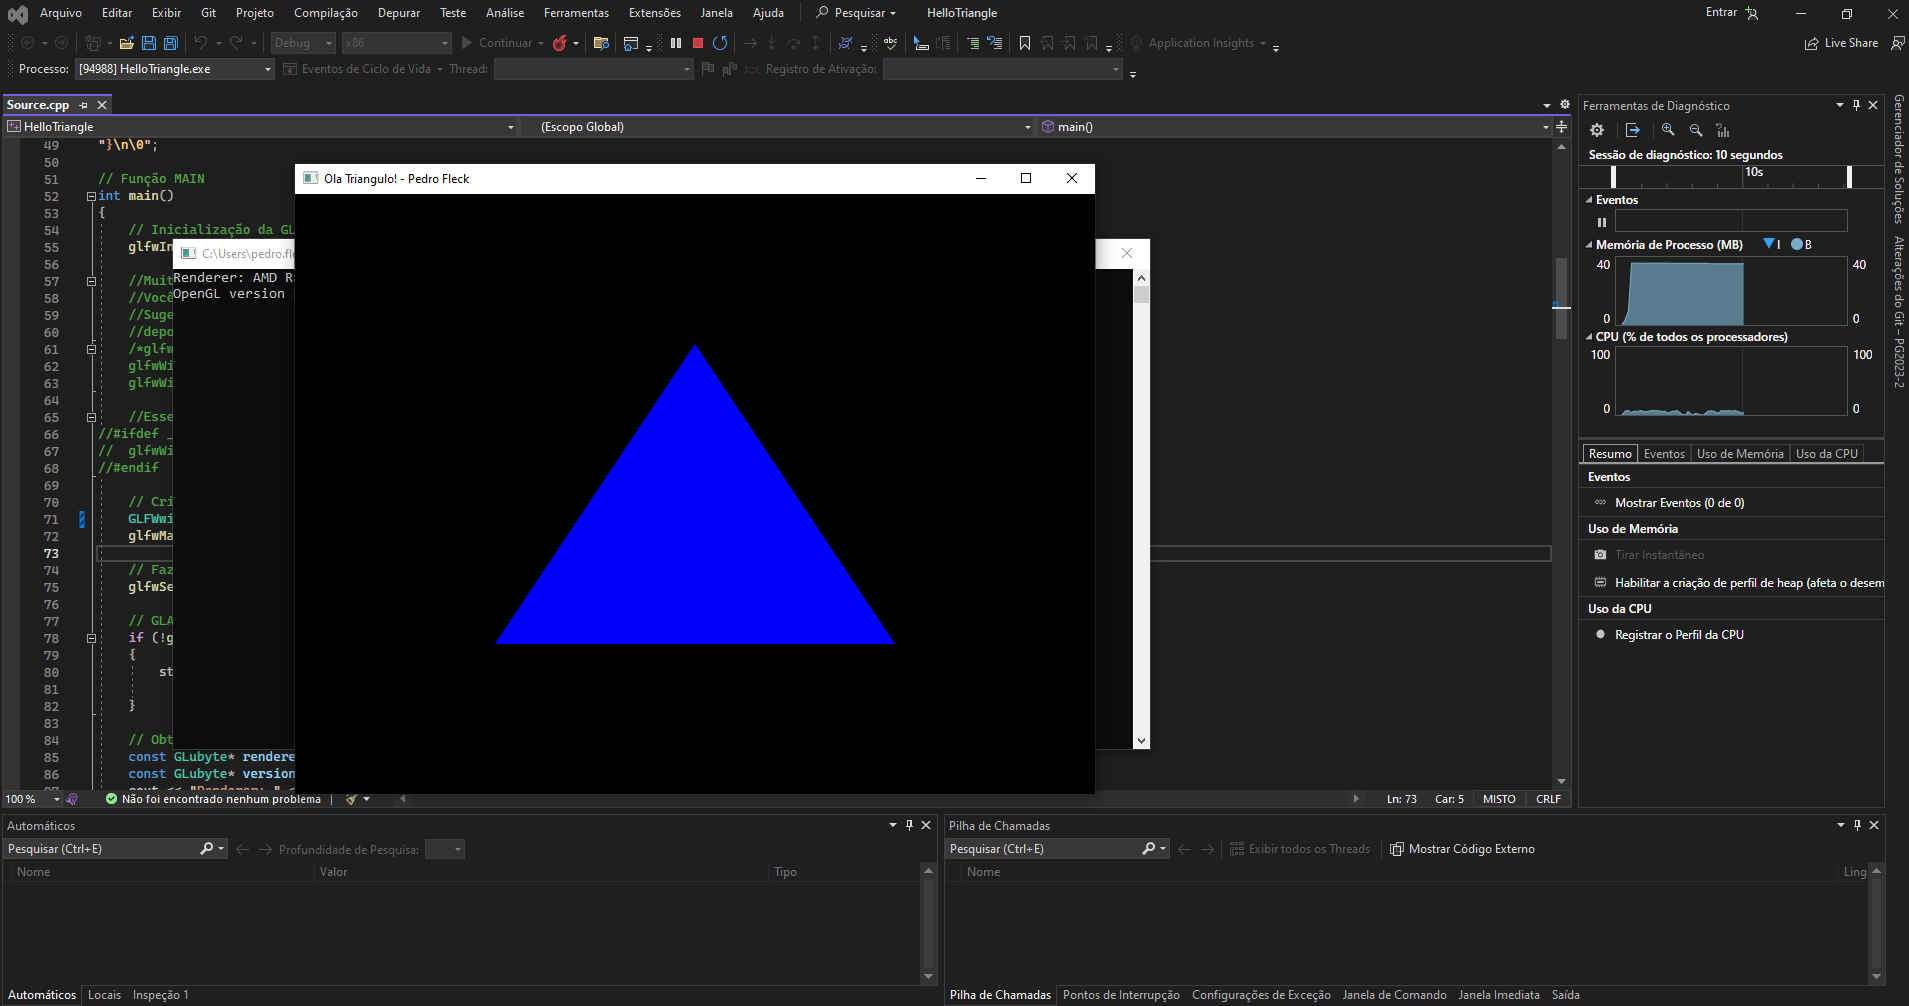 Arquivo Editar Exibir Git Projeto Compilação Depurar Teste Análise Ferramentas Extensões Janela Ajuda Pesquisar HelloTriangle Entrar
Debug x86 Continuar Application Insights Live Share
Processo: [94988] HelloTriangle.exe Eventos de Ciclo de Vida Thread: Registro de Ativação:
Source.cpp
HelloTriangle (Escopo Global) main()
49 "}\n\0";
50
51 // Função MAIN
52 int main()
53 {
54 // Inicialização da GL
55 glfwIn
56
57 //Muit
58 //Você
59 //Suge
60 //depo
61 /*glfw
62 glfwWi
63 glfwWi
64
65 //Esse
66 //#ifdef _
67 // glfwWi
68 //#endif
69
70 // Cri
71 GLFWwi
72 glfwMa
73
74 // Faz
75 glfwSe
76
77 // GLA
78 if (!g
79 {
80 st
81
82 }
83
84 // Obt
85 const GLubyte* rendere
86 const GLubyte* version
87 cout << "Renderer: " <
Ola Triangulo! - Pedro Fleck
C:\Users\pedro.fle
Renderer: AMD Ra
OpenGL version
100 % Não foi encontrado nenhum problema Ln: 73 Car: 5 MISTO CRLF
Ferramentas de Diagnóstico
Sessão de diagnóstico: 10 segundos
10s
Eventos
Memória de Processo (MB) I B
40 40
0 0
CPU (% de todos os processadores)
100 100
0 0
Resumo Eventos Uso de Memória Uso da CPU
Eventos
Mostrar Eventos (0 de 0)
Uso de Memória
Tirar Instantâneo
Habilitar a criação de perfil de heap (afeta o desem
Uso da CPU
Registrar o Perfil da CPU
Gerenciador de Soluções
Alterações do Git – PG2023-2
Automáticos
Pesquisar (Ctrl+E) Profundidade de Pesquisa:
Nome Valor Tipo
Automáticos Locais Inspeção 1
Pilha de Chamadas
Pesquisar (Ctrl+E) Exibir todos os Threads Mostrar Código Externo
Nome Ling
Pilha de Chamadas Pontos de Interrupção Configurações de Exceção Janela de Comando Janela Imediata Saída